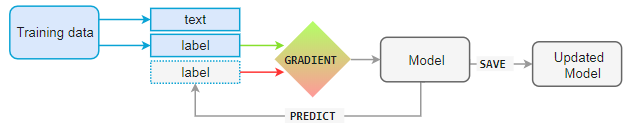 Training data
text
label
label
GRADIENT
Model
SAVE
Updated
Model
PREDICT